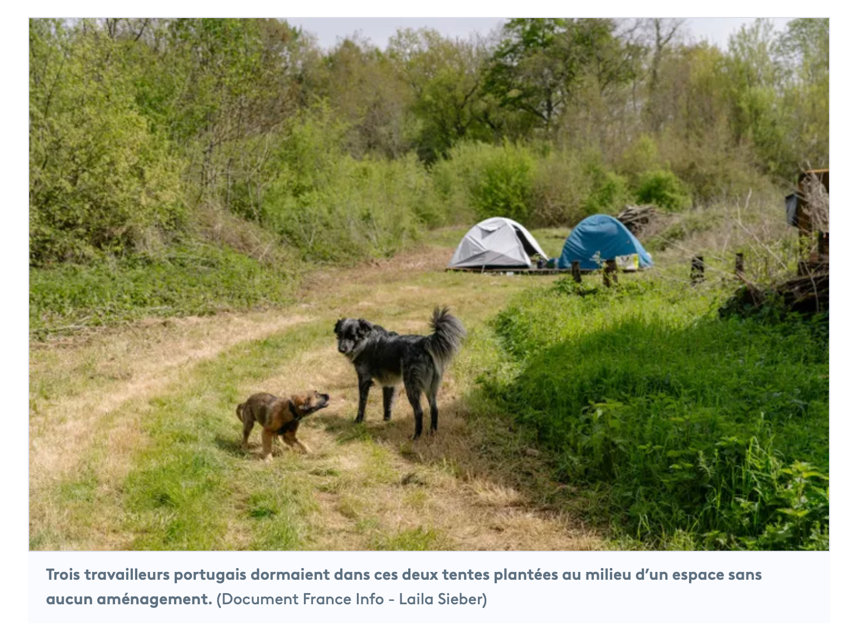 Trois travailleurs portugais dormaient dans ces deux tentes plantées au milieu d’un espace sans
aucun aménagement. (Document France Info - Laila Sieber)